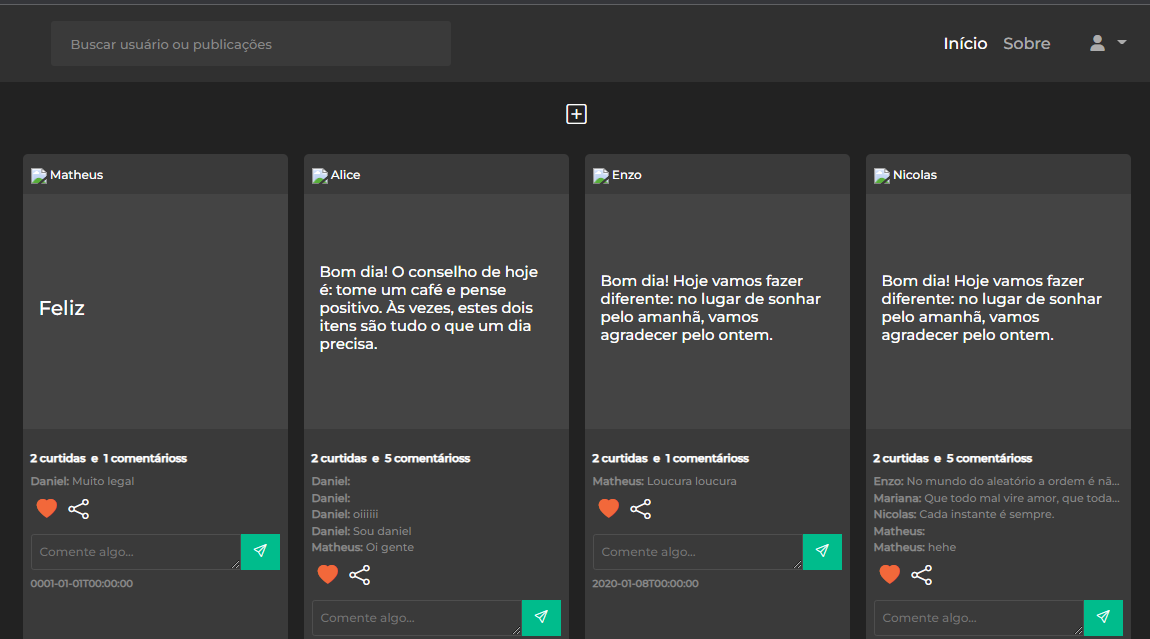 Buscar usuário ou publicações
Início
Sobre
Matheus
Feliz
2 curtidas e 1 comentárioss
Daniel: Muito legal
Comente algo...
0001-01-01T00:00:00
Alice
Bom dia! O conselho de hoje
é: tome um café e pense
positivo. Às vezes, estes dois
itens são tudo o que um dia
precisa.
2 curtidas e 5 comentárioss
Daniel:
Daniel:
Daniel: oiiiiii
Daniel: Sou daniel
Matheus: Oi gente
Comente algo...
Enzo
Bom dia! Hoje vamos fazer
diferente: no lugar de sonhar
pelo amanhã, vamos
agradecer pelo ontem.
2 curtidas e 1 comentárioss
Matheus: Loucura loucura
Comente algo...
2020-01-08T00:00:00
Nicolas
Bom dia! Hoje vamos fazer
diferente: no lugar de sonhar
pelo amanhã, vamos
agradecer pelo ontem.
2 curtidas e 5 comentárioss
Enzo: No mundo do aleatório a ordem é nã...
Mariana: Que todo mal vire amor, que toda...
Nicolas: Cada instante é sempre.
Matheus:
Matheus: hehe
Comente algo...